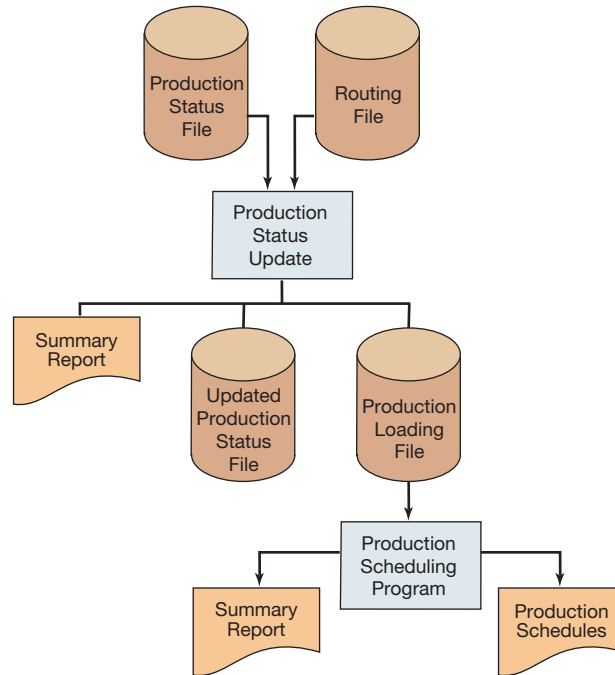 Production
Status
File
Routing
File
Production
Status
Update
Summary
Report
Updated
Production
Status
File
Production
Loading
File
Production
Scheduling
Program
Summary
Report
Production
Schedules